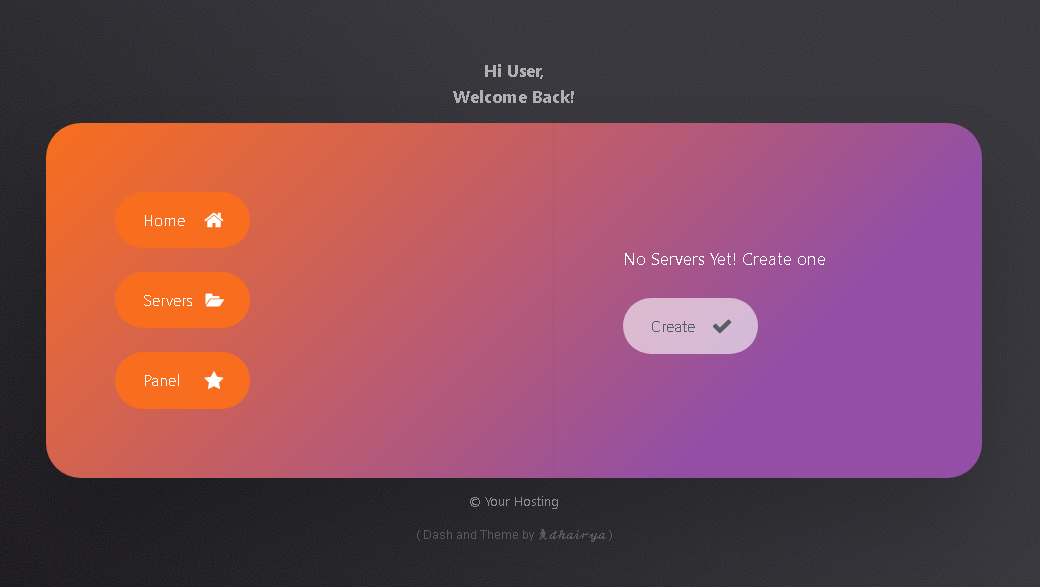 Hi User,
Welcome Back!
Home
Servers
Panel
No Servers Yet! Create one
Create
© Your Hosting
( Dash and Theme by dhairya )